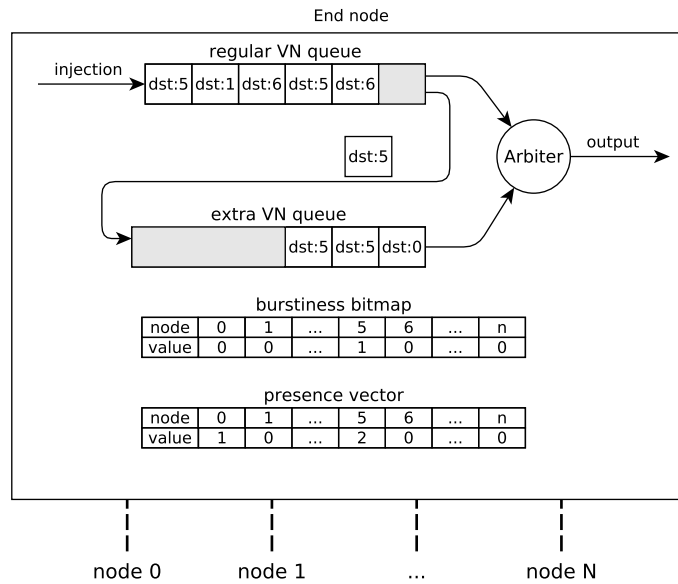 End node
regular VN queue
injection
dst:5 dst:1 dst:6 dst:5 dst:6
output
Arbiter
dst:5
extra VN queue
dst:5 dst:5 dst:0
burstiness bitmap
node 0 1 ... 5 6 ... n
value 0 0 ... 1 0 ... 0
presence vector
node 0 1 ... 5 6 ... n
value 1 0 ... 2 0 ... 0
node 0 node 1 ... node N